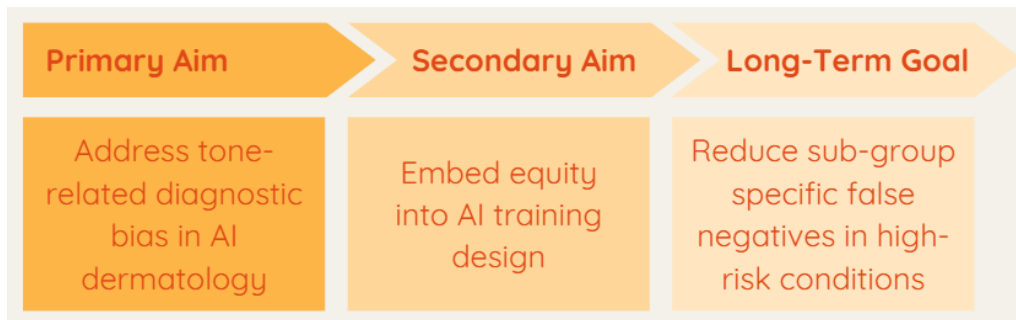 Primary Aim
Secondary Aim
Long-Term Goal
Address tone-
related diagnostic
bias in AI
dermatology
Embed equity
into AI training
design
Reduce sub-group
specific false
negatives in high-
risk conditions